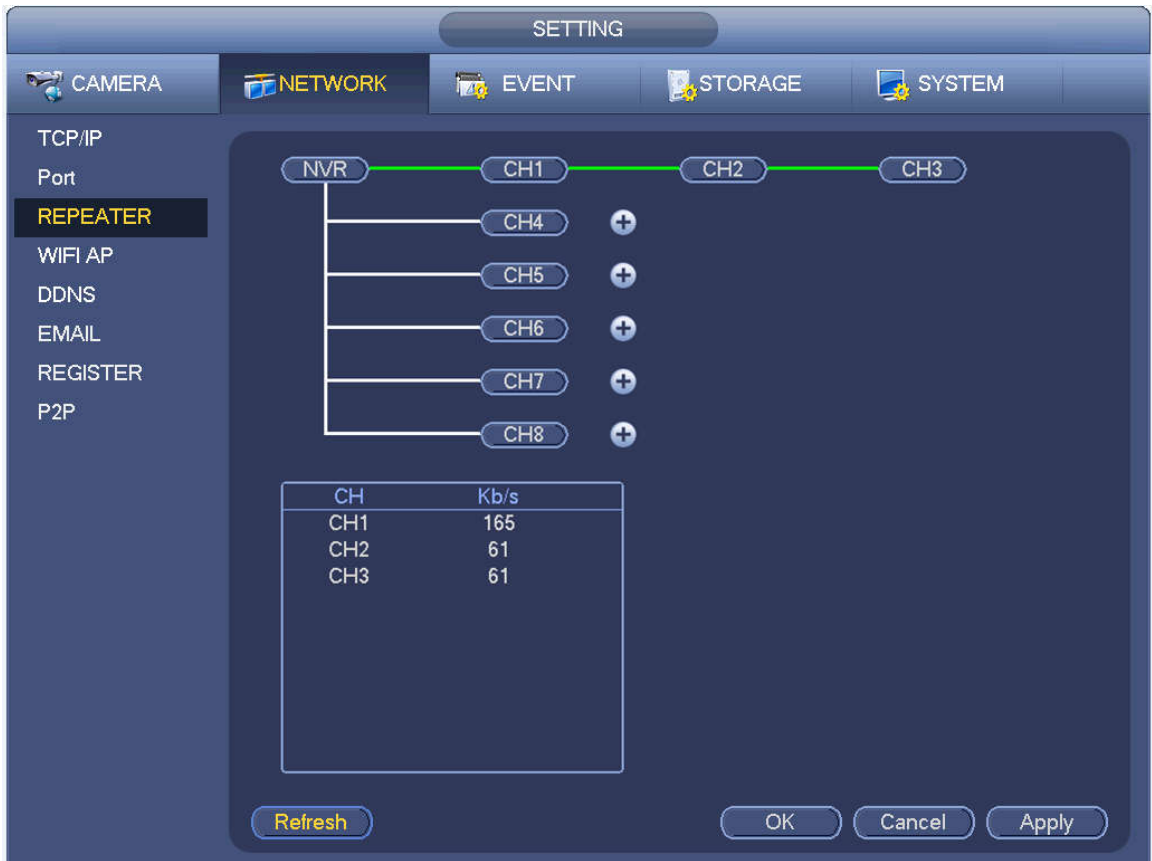 SETTING
CAMERA NETWORK EVENT STORAGE SYSTEM
TCP/IP
Port
REPEATER
WIFI AP
DDNS
EMAIL
REGISTER
P2P
NVR CH1 CH2 CH3
CH4
CH5
CH6
CH7
CH8
CH Kb/s
CH1 165
CH2 61
CH3 61
Refresh OK Cancel Apply